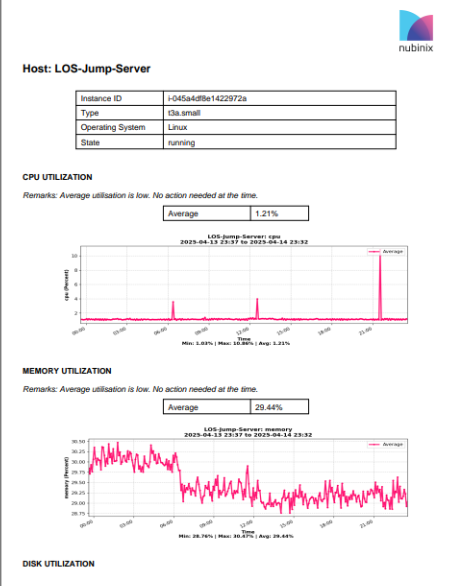 nubinix
Host: LOS-Jump-Server
Instance ID i-045a4df8e1422972a
Type t3a.small
Operating System Linux
State running
CPU UTILIZATION
Remarks: Average utilisation is low. No action needed at the time.
Average 1.21%
LOS-Jump-Server: cpu
2025-04-13 23:37 to 2025-04-14 23:32
Average
cpu (Percent)
10
8
6
4
2
00:00 03:00 06:00 09:00 12:00 15:00 18:00 21:00
Time
Min: 1.03% | Max: 10.06% | Avg: 1.21%
MEMORY UTILIZATION
Remarks: Average utilisation is low. No action needed at the time.
Average 29.44%
LOS-Jump-Server: memory
2025-04-13 23:37 to 2025-04-14 23:32
Average
memory (Percent)
30.50
30.25
30.00
29.75
29.50
29.25
29.00
28.75
00:00 03:00 06:00 09:00 12:00 15:00 18:00 21:00
Time
Min: 28.76% | Max: 30.47% | Avg: 29.44%
DISK UTILIZATION